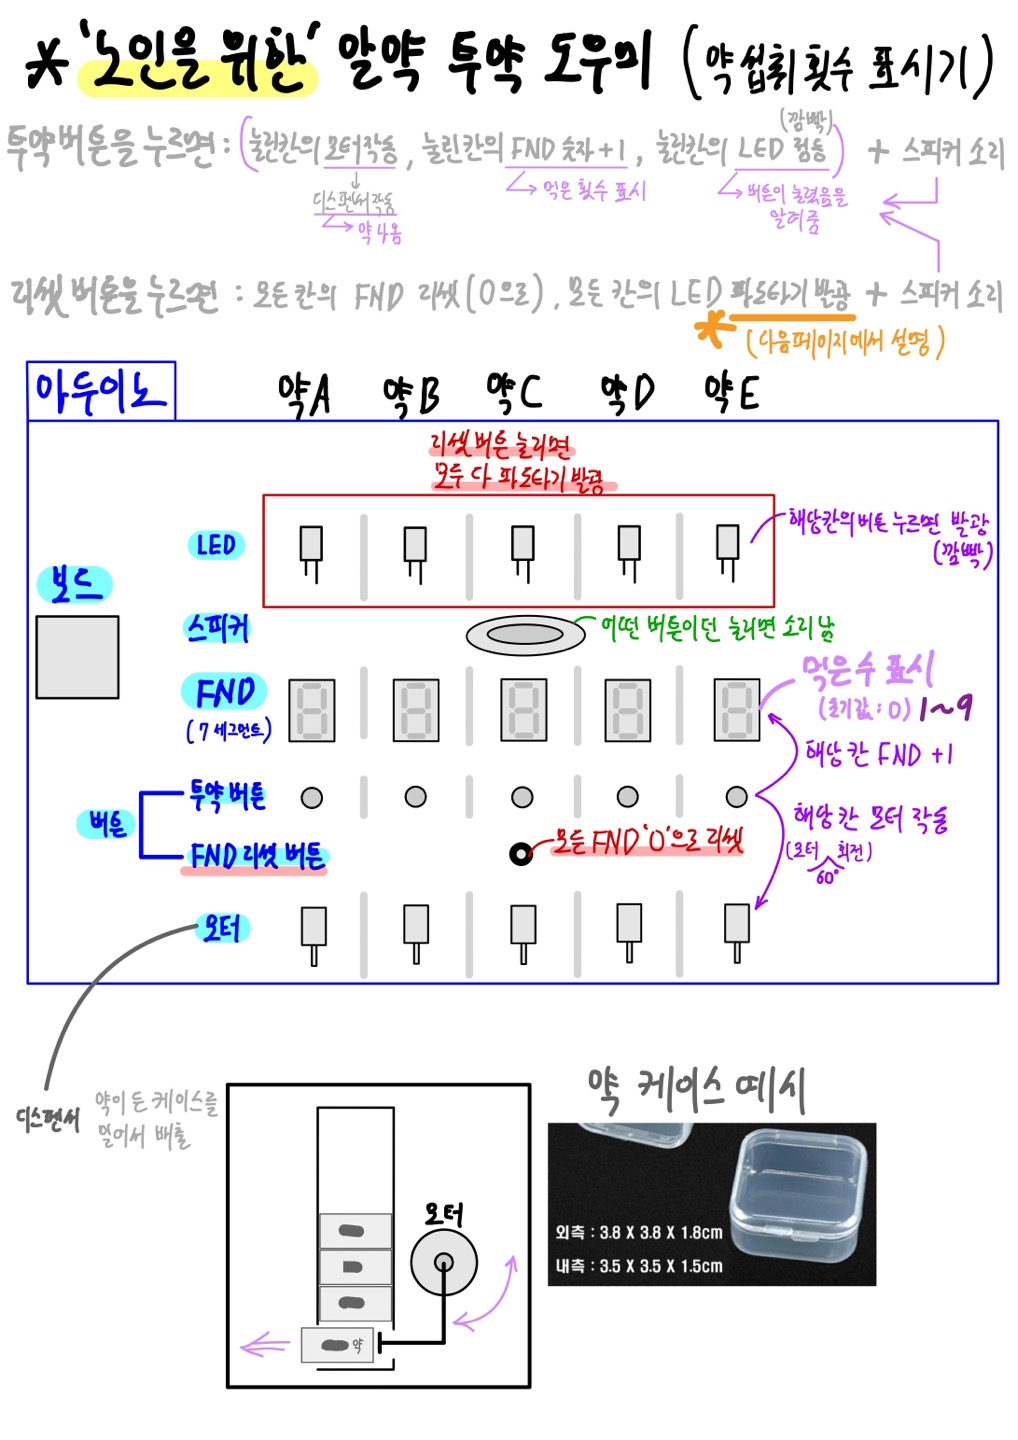 * '노인을 위한' 알약 투약 도우미 (약 섭취 횟수 표시기)
투약 버튼을 누르면 : (눌린칸의 모터작동, 눌린칸의 FND 숫자+1, 눌린칸의 LED 점등 (깜빡)) + 스피커 소리
디스펜서 작동
약 나옴
먹은 횟수 표시
버튼이 눌렸음을
알려줌
리셋 버튼을 누르면 : 모든 칸의 FND 리셋(0으로), 모든 칸의 LED 파도타기 발광 + 스피커 소리
* (다음페이지에서 설명)
아두이노
약A 약B 약C 약D 약E
리셋 버튼 눌리면
모두 다 파도타기 발광
LED
해당칸의 버튼 누르면 발광
(깜빡)
보드
스피커
어떤 버튼이던 눌리면 소리 남
FND
(7 세그먼트)
먹은 수 표시
(초기값 : 0) 1~9
해당 칸 FND +1
버튼
투약 버튼
해당칸 모터 작동
(모터 회전)
60°
FND 리셋 버튼
모든 FND '0'으로 리셋
모터
디스펜서
약이 든 케이스를
밀어서 배출
모터
약
약 케이스 예시
외측 : 3.8 X 3.8 X 1.8cm
내측 : 3.5 X 3.5 X 1.5cm